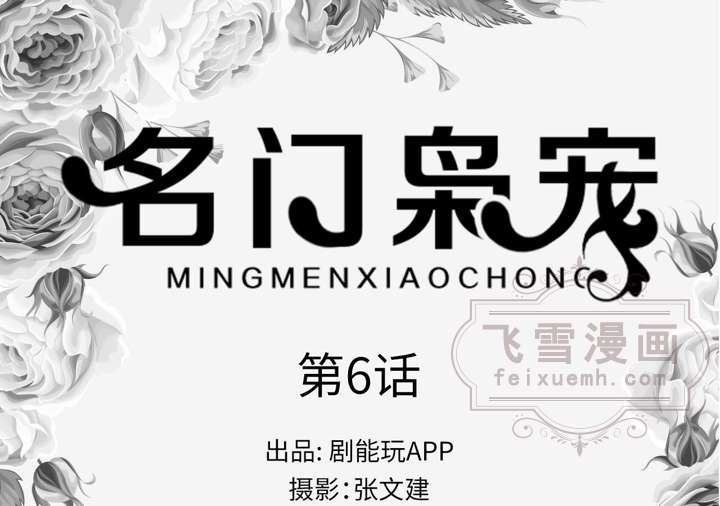 名门枭宠
MINGMENXIAOCHONG
飞雪漫画
feixuemh.com
第6话
出品: 剧能玩APP
摄影:张文建